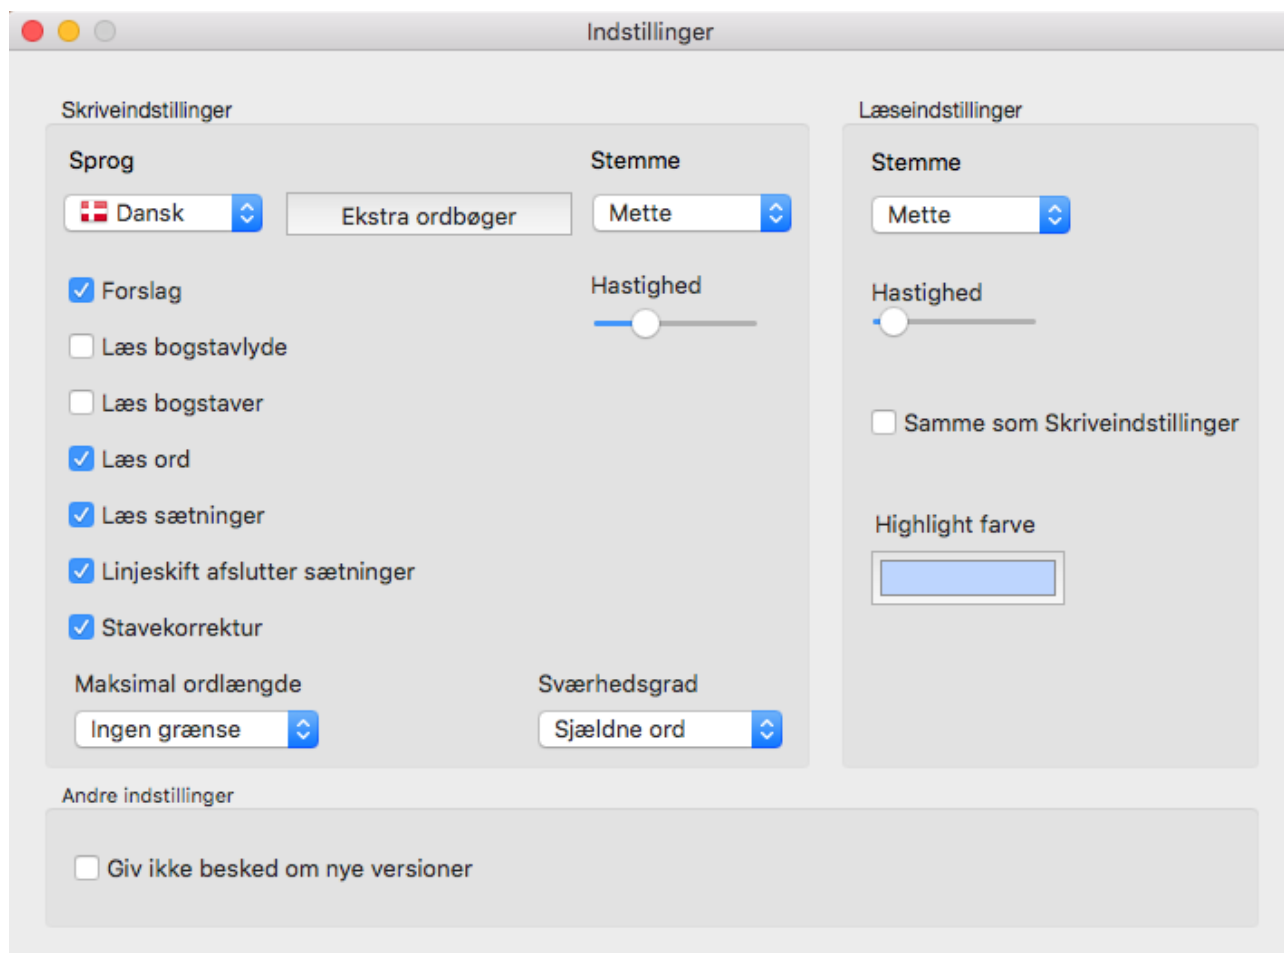 Indstillinger
Skriveindstillinger
Sprog
Stemme
Dansk
Ekstra ordbøger
Mette
Forslag
Hastighed
Læs bogstavlyde
Læs bogstaver
Læs ord
Læs sætninger
Linjeskift afslutter sætninger
Stavekorrektur
Maksimal ordlængde
Sværhedsgrad
Ingen grænse
Sjældne ord
Læseindstillinger
Stemme
Mette
Hastighed
Samme som Skriveindstillinger
Highlight farve
Andre indstillinger
Giv ikke besked om nye versioner